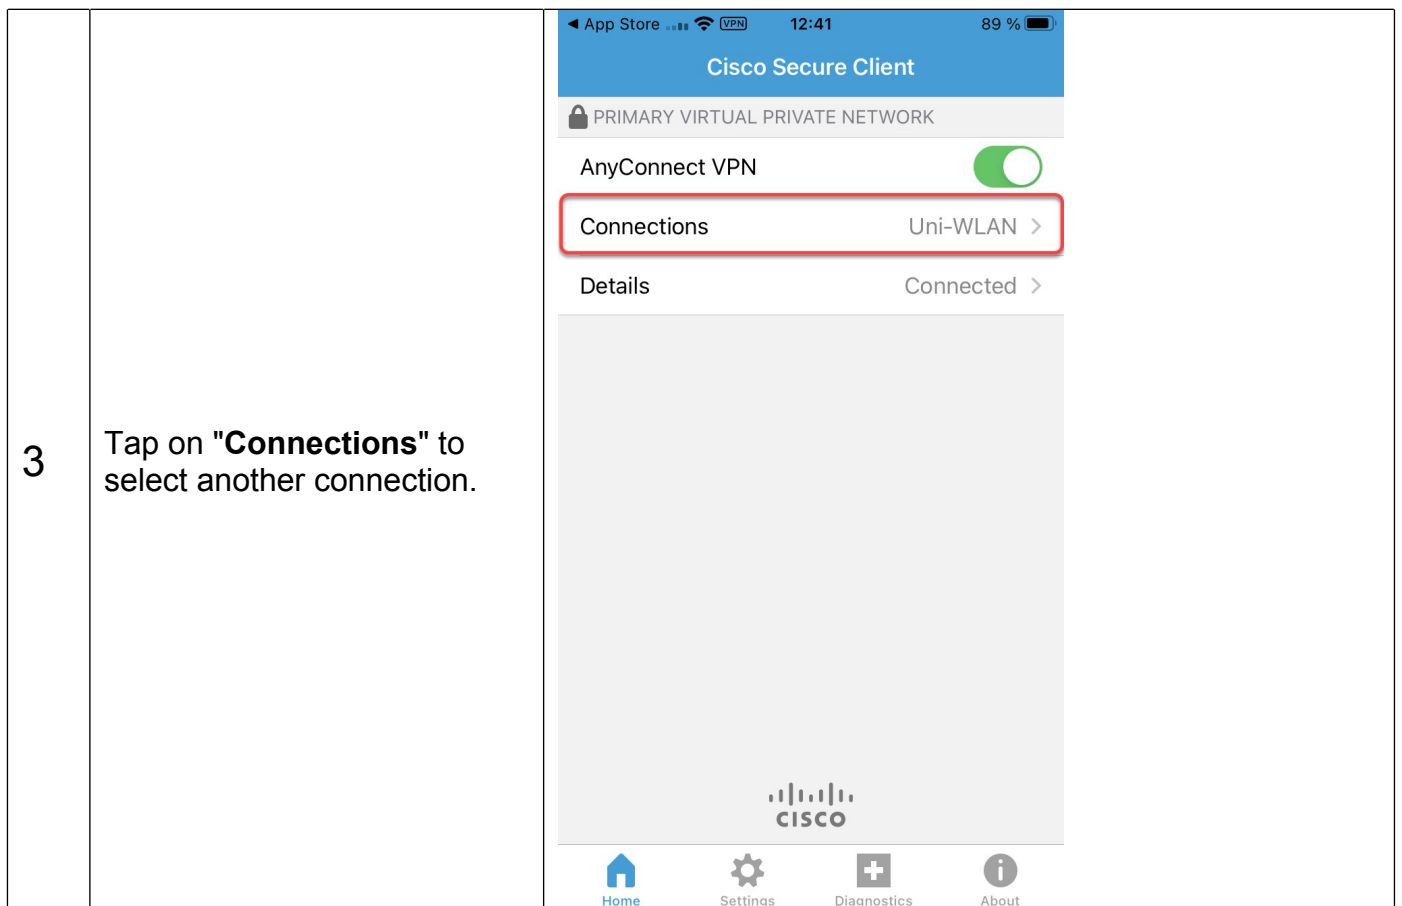 3
Tap on "Connections" to
select another connection.
App Store VPN 12:41 89 %
Cisco Secure Client
PRIMARY VIRTUAL PRIVATE NETWORK
AnyConnect VPN
Connections Uni-WLAN
Details Connected
CISCO
Home Settings Diagnostics About